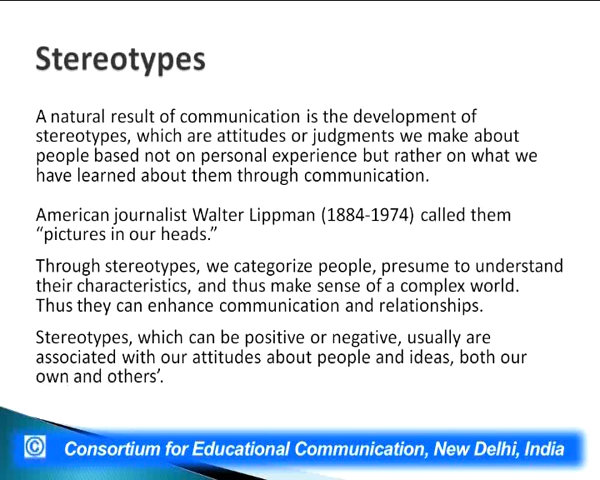 Stereotypes
A natural result of communication is the development of
stereotypes, which are attitudes or judgments we make about
people based not on personal experience but rather on what we
have learned about them through communication.
American journalist Walter Lippman (1884-1974) called them
“pictures in our heads.”
Through stereotypes, we categorize people, presume to understand
their characteristics, and thus make sense of a complex world.
Thus they can enhance communication and relationships.
Stereotypes, which can be positive or negative, usually are
associated with our attitudes about people and ideas, both our
own and others’.
© Consortium for Educational Communication, New Delhi, India